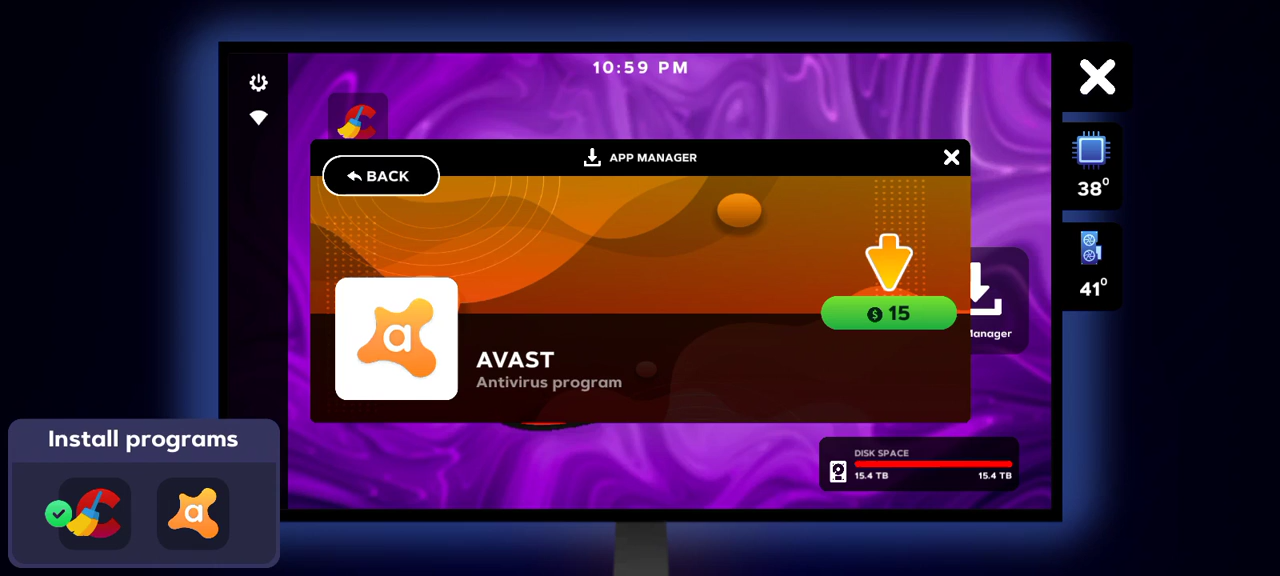 10:59 PM
APP MANAGER
BACK
38°
41°
$ 15
Manager
a
AVAST
Antivirus program
Install programs
DISK SPACE
15.4 TB 15.4 TB
a